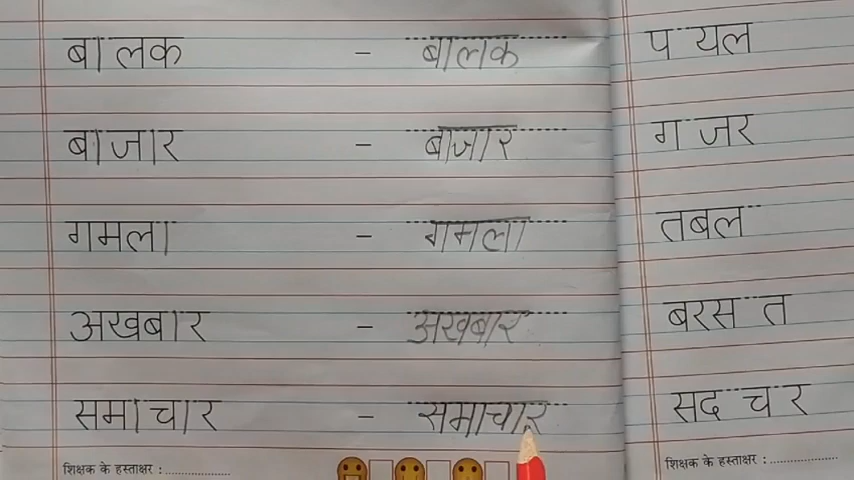 बालक - बालक
बाजार - बाजार
गमला - गमला
अखबार - अखबार
समाचार - समाचार
शिक्षक के हस्ताक्षर : ....................
प यल
ग जर
तबल
बरस त
सद च र
शिक्षक के हस्ताक्षर : ....................